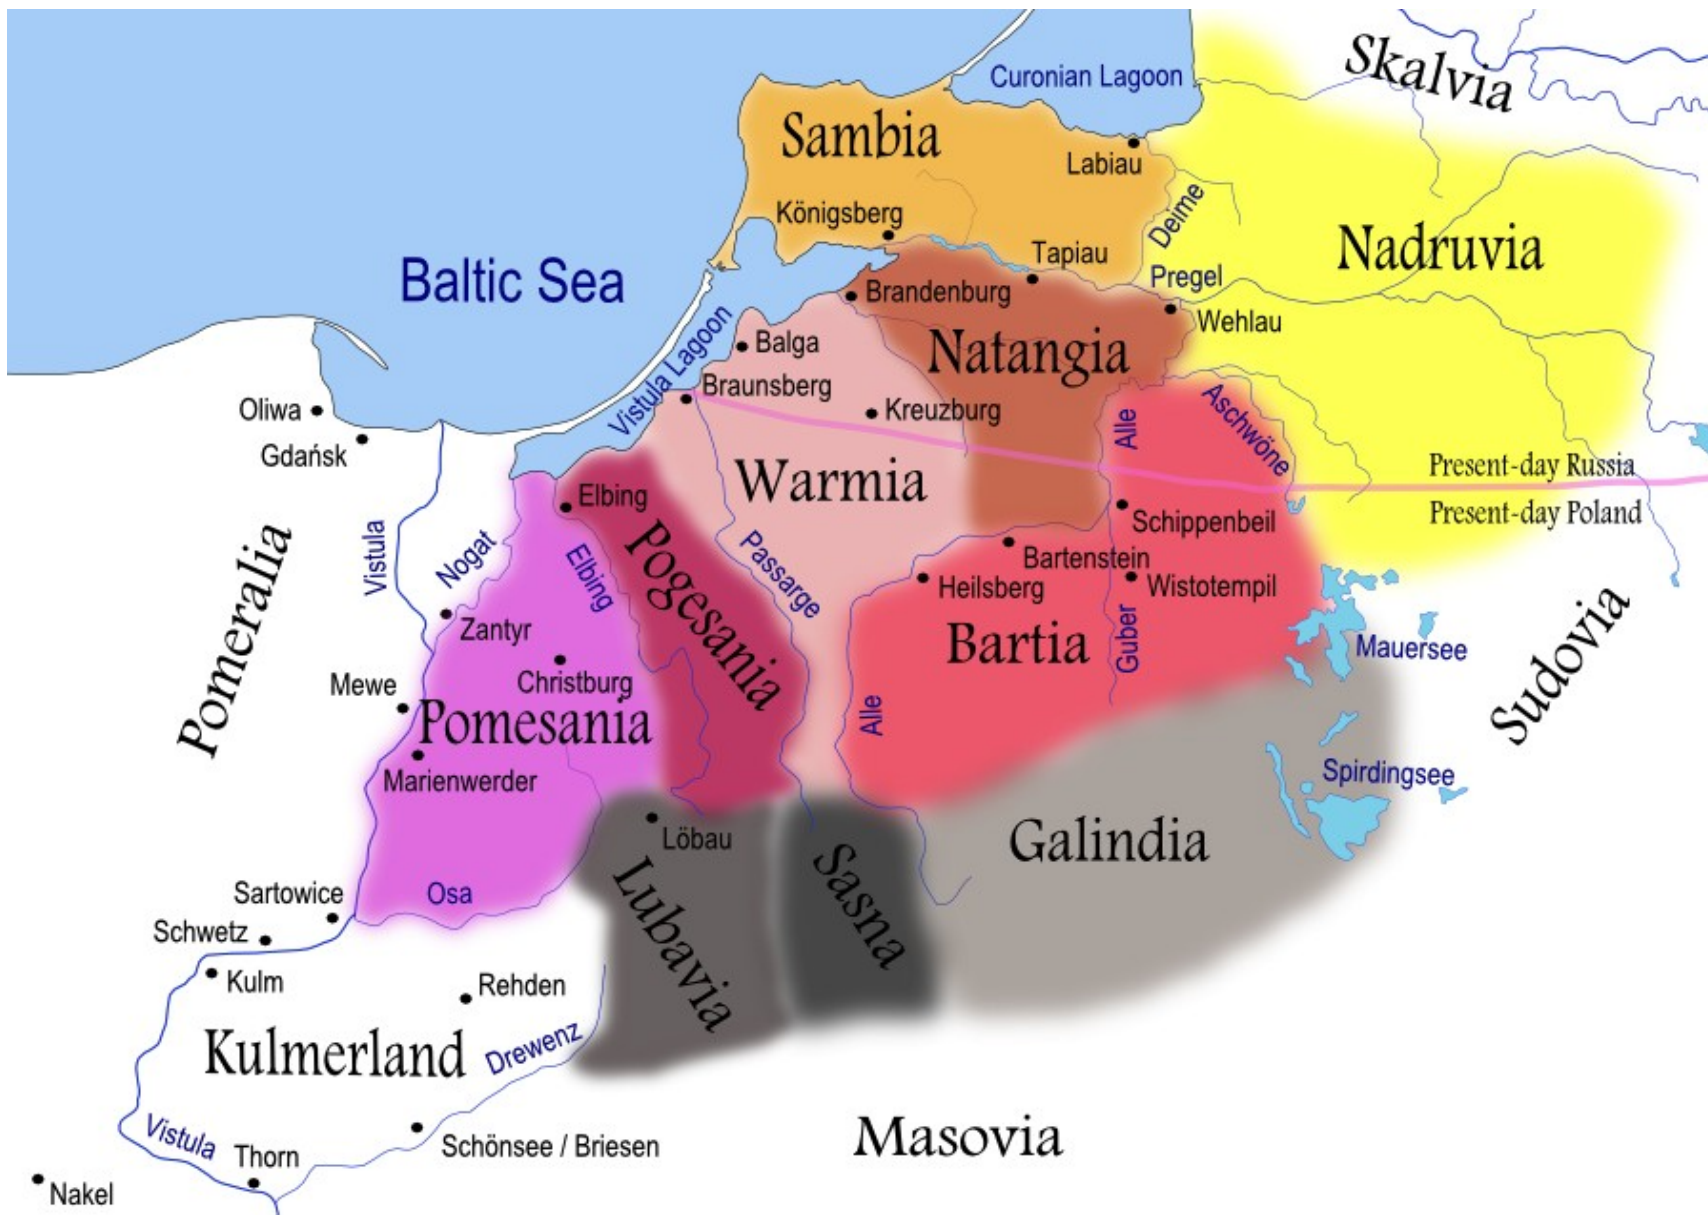 Skalvia
Curonian Lagoon
Sambia
Labiau
Königsberg
Deime
Tapiau
Nadruvia
Baltic Sea
Pregel
Brandenburg
Wehlau
Vistula Lagoon
Balga
Natangia
Braunsberg
Oliwa
Kreuzburg
Alle
Aschwöne
Gdańsk
Present-day Russia
Warmia
Elbing
Present-day Poland
Schippenbeil
Pomeralia
Vistula
Nogat
Elbing
Pogesania
Passarge
Bartenstein
Heilsberg
Wistotempil
Zantyr
Bartia
Guber
Mauersee
Sudovia
Mewe
Christburg
Pomesania
Alle
Marienwerder
Spirdingsee
Löbau
Galindia
Osa
Sartowice
Lubavia
Sasna
Schwetz
Kulm
Rehden
Kulmerland
Drewenz
Vistula
Masovia
Schönsee / Briesen
Thorn
Nakel